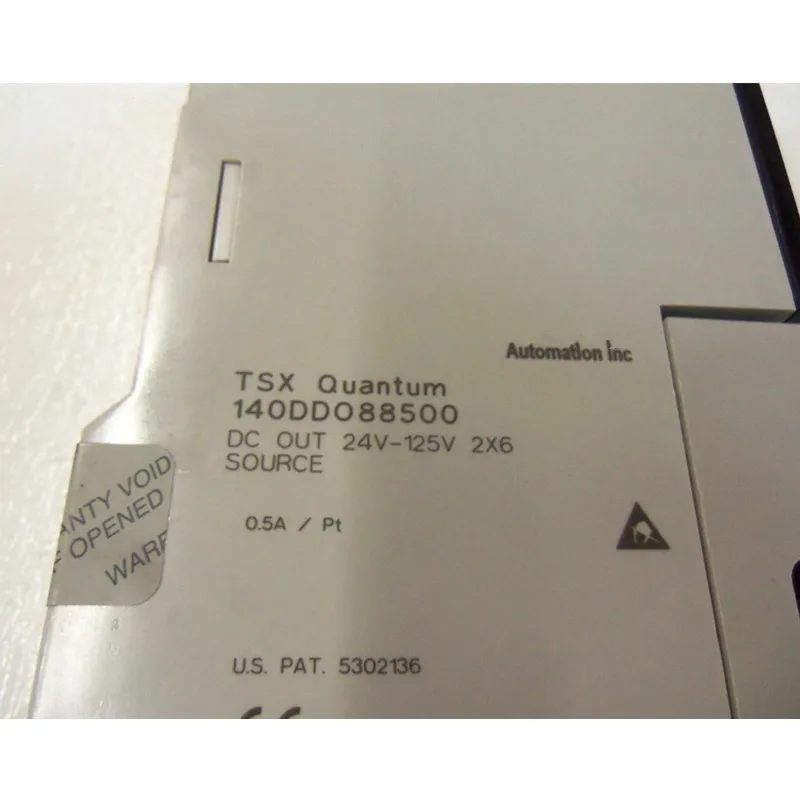 Automation inc
TSX Quantum
140DDO88500
DC OUT 24V-125V 2X6
SOURCE
ANTY VOID
F OPENED
WARR
0.5A / Pt
U.S. PAT. 5302136